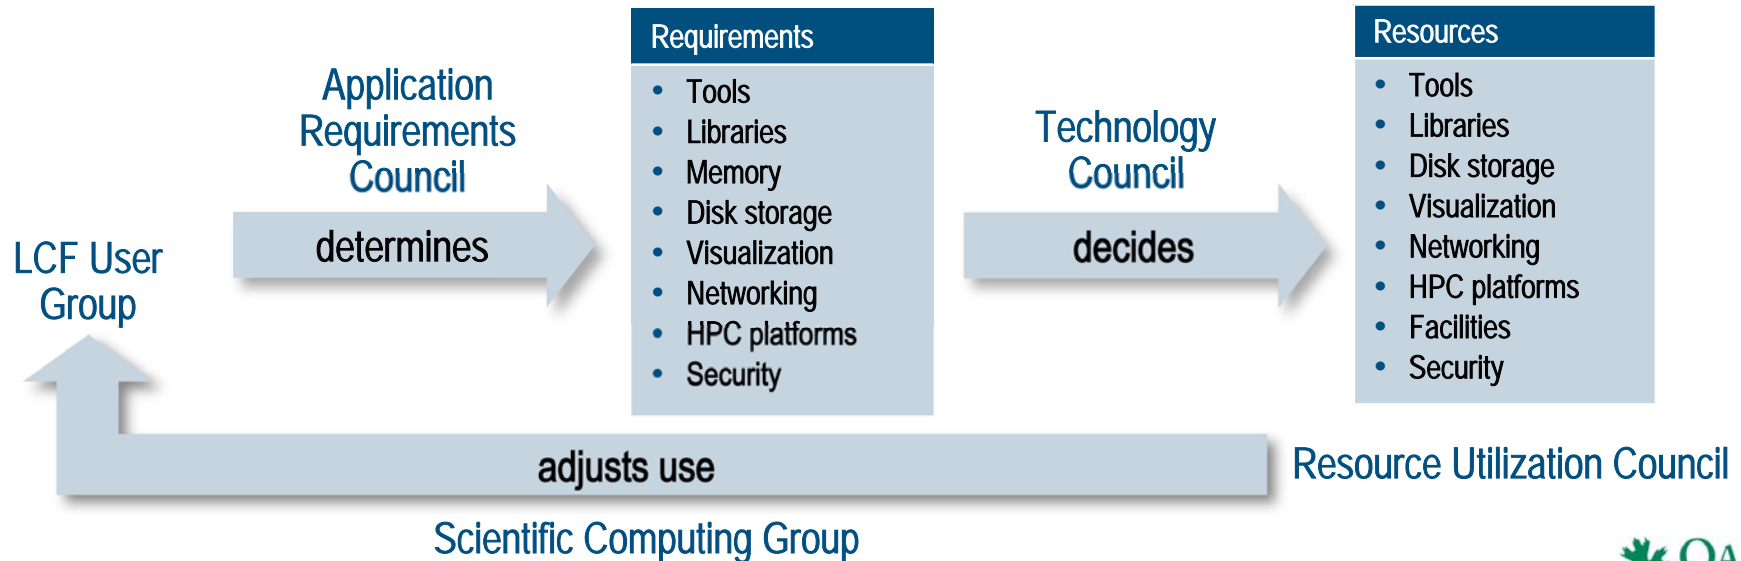 LCF User
Group
Application
Requirements
Council
determines
Requirements
• Tools
• Libraries
• Memory
• Disk storage
• Visualization
• Networking
• HPC platforms
• Security
Technology
Council
decides
Resources
• Tools
• Libraries
• Disk storage
• Visualization
• Networking
• HPC platforms
• Facilities
• Security
Resource Utilization Council
adjusts use
Scientific Computing Group